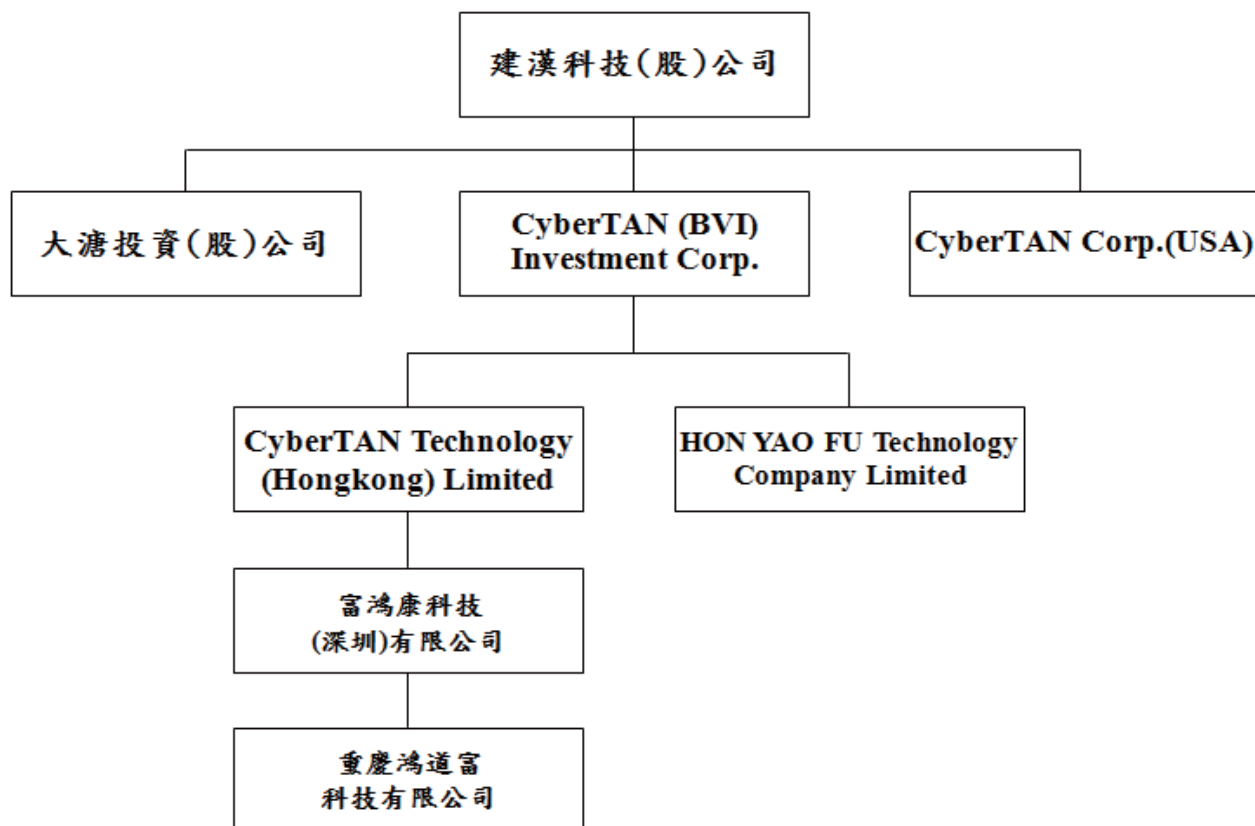 建漢科技(股)公司
大溏投資(股)公司
CyberTAN (BVI)
Investment Corp.
CyberTAN Corp.(USA)
CyberTAN Technology
(Hongkong) Limited
HON YAO FU Technology
Company Limited
富鴻康科技
(深圳)有限公司
重慶鴻道富
科技有限公司